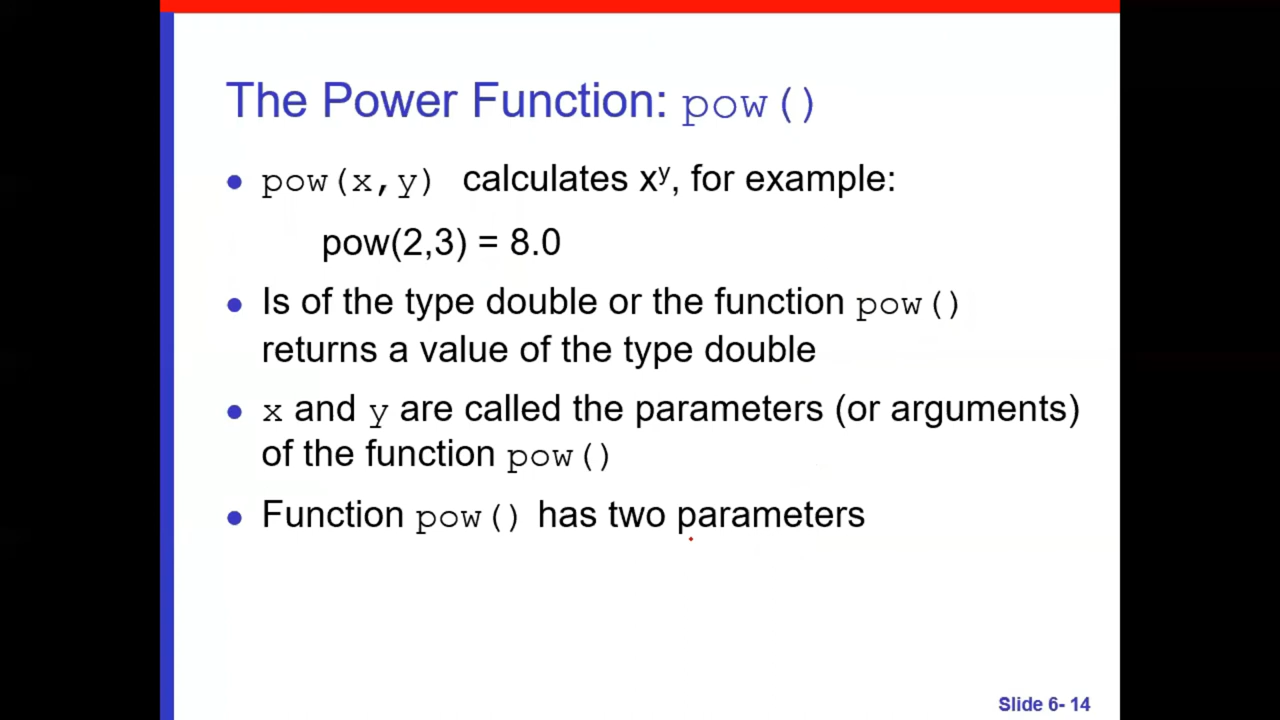 The Power Function: pow()
• pow(x,y) calculates xʸ, for example:
pow(2,3) = 8.0
• Is of the type double or the function pow()
returns a value of the type double
• x and y are called the parameters (or arguments)
of the function pow()
• Function pow() has two parameters
Slide 6- 14